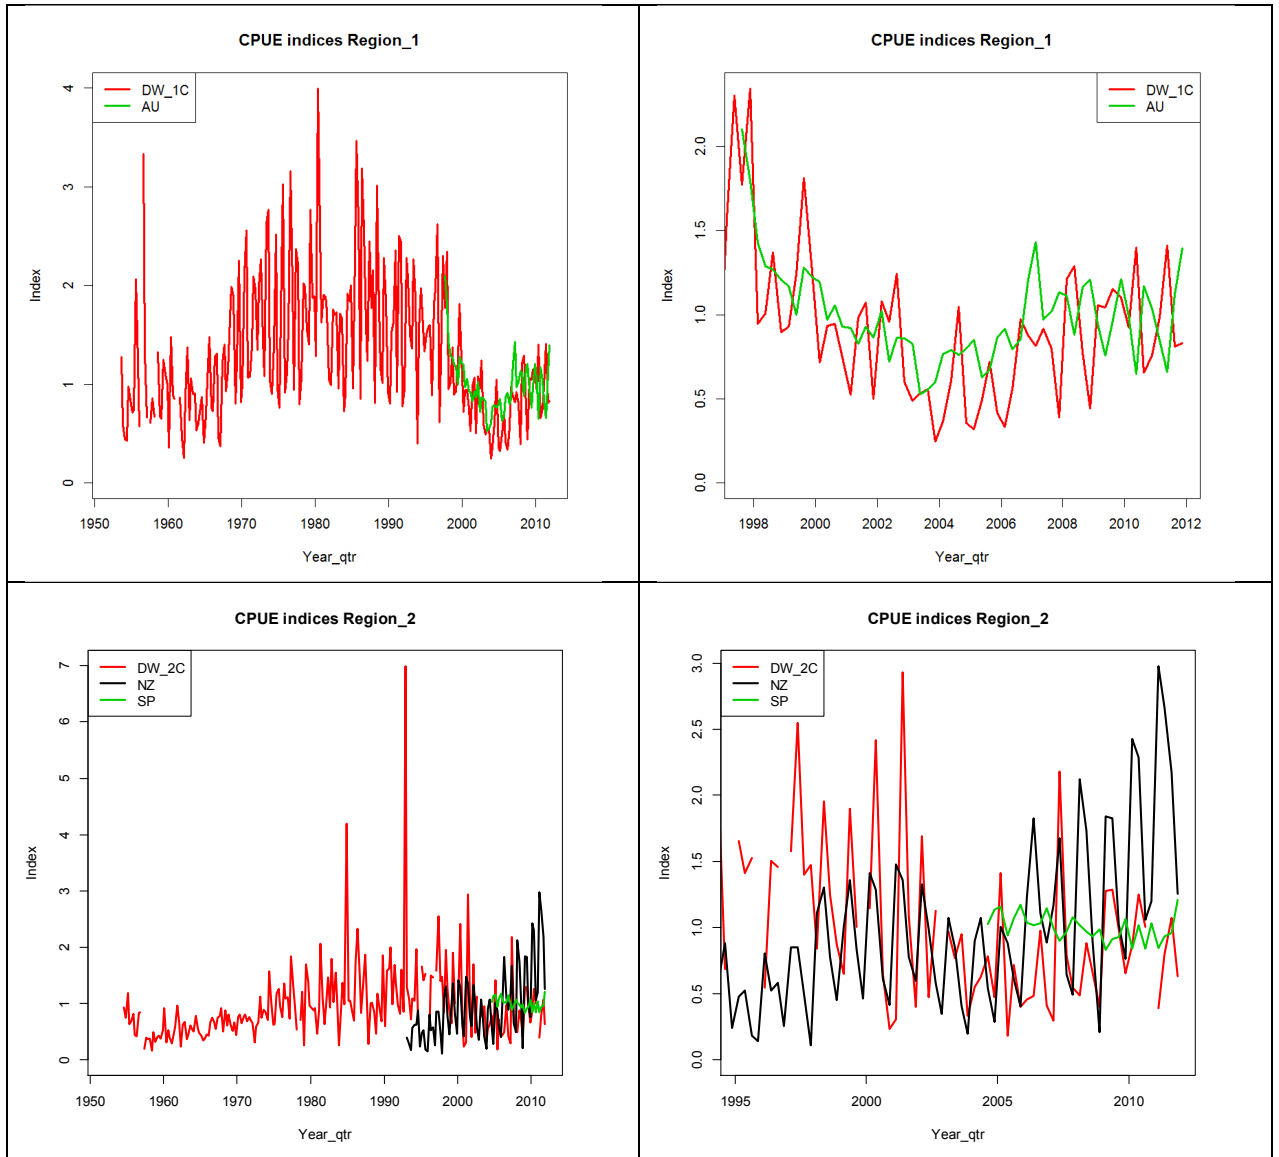 CPUE indices Region_1
DW_1C
AU
4
3
2
1
0
Index
1950 1960 1970 1980 1990 2000 2010
Year_qtr
CPUE indices Region_1
DW_1C
AU
2.0
1.5
1.0
0.5
0.0
Index
1998 2000 2002 2004 2006 2008 2010 2012
Year_qtr
CPUE indices Region_2
DW_2C
NZ
SP
7
6
5
4
3
2
1
0
Index
1950 1960 1970 1980 1990 2000 2010
Year_qtr
CPUE indices Region_2
DW_2C
NZ
SP
3.0
2.5
2.0
1.5
1.0
0.5
0.0
Index
1995 2000 2005 2010
Year_qtr